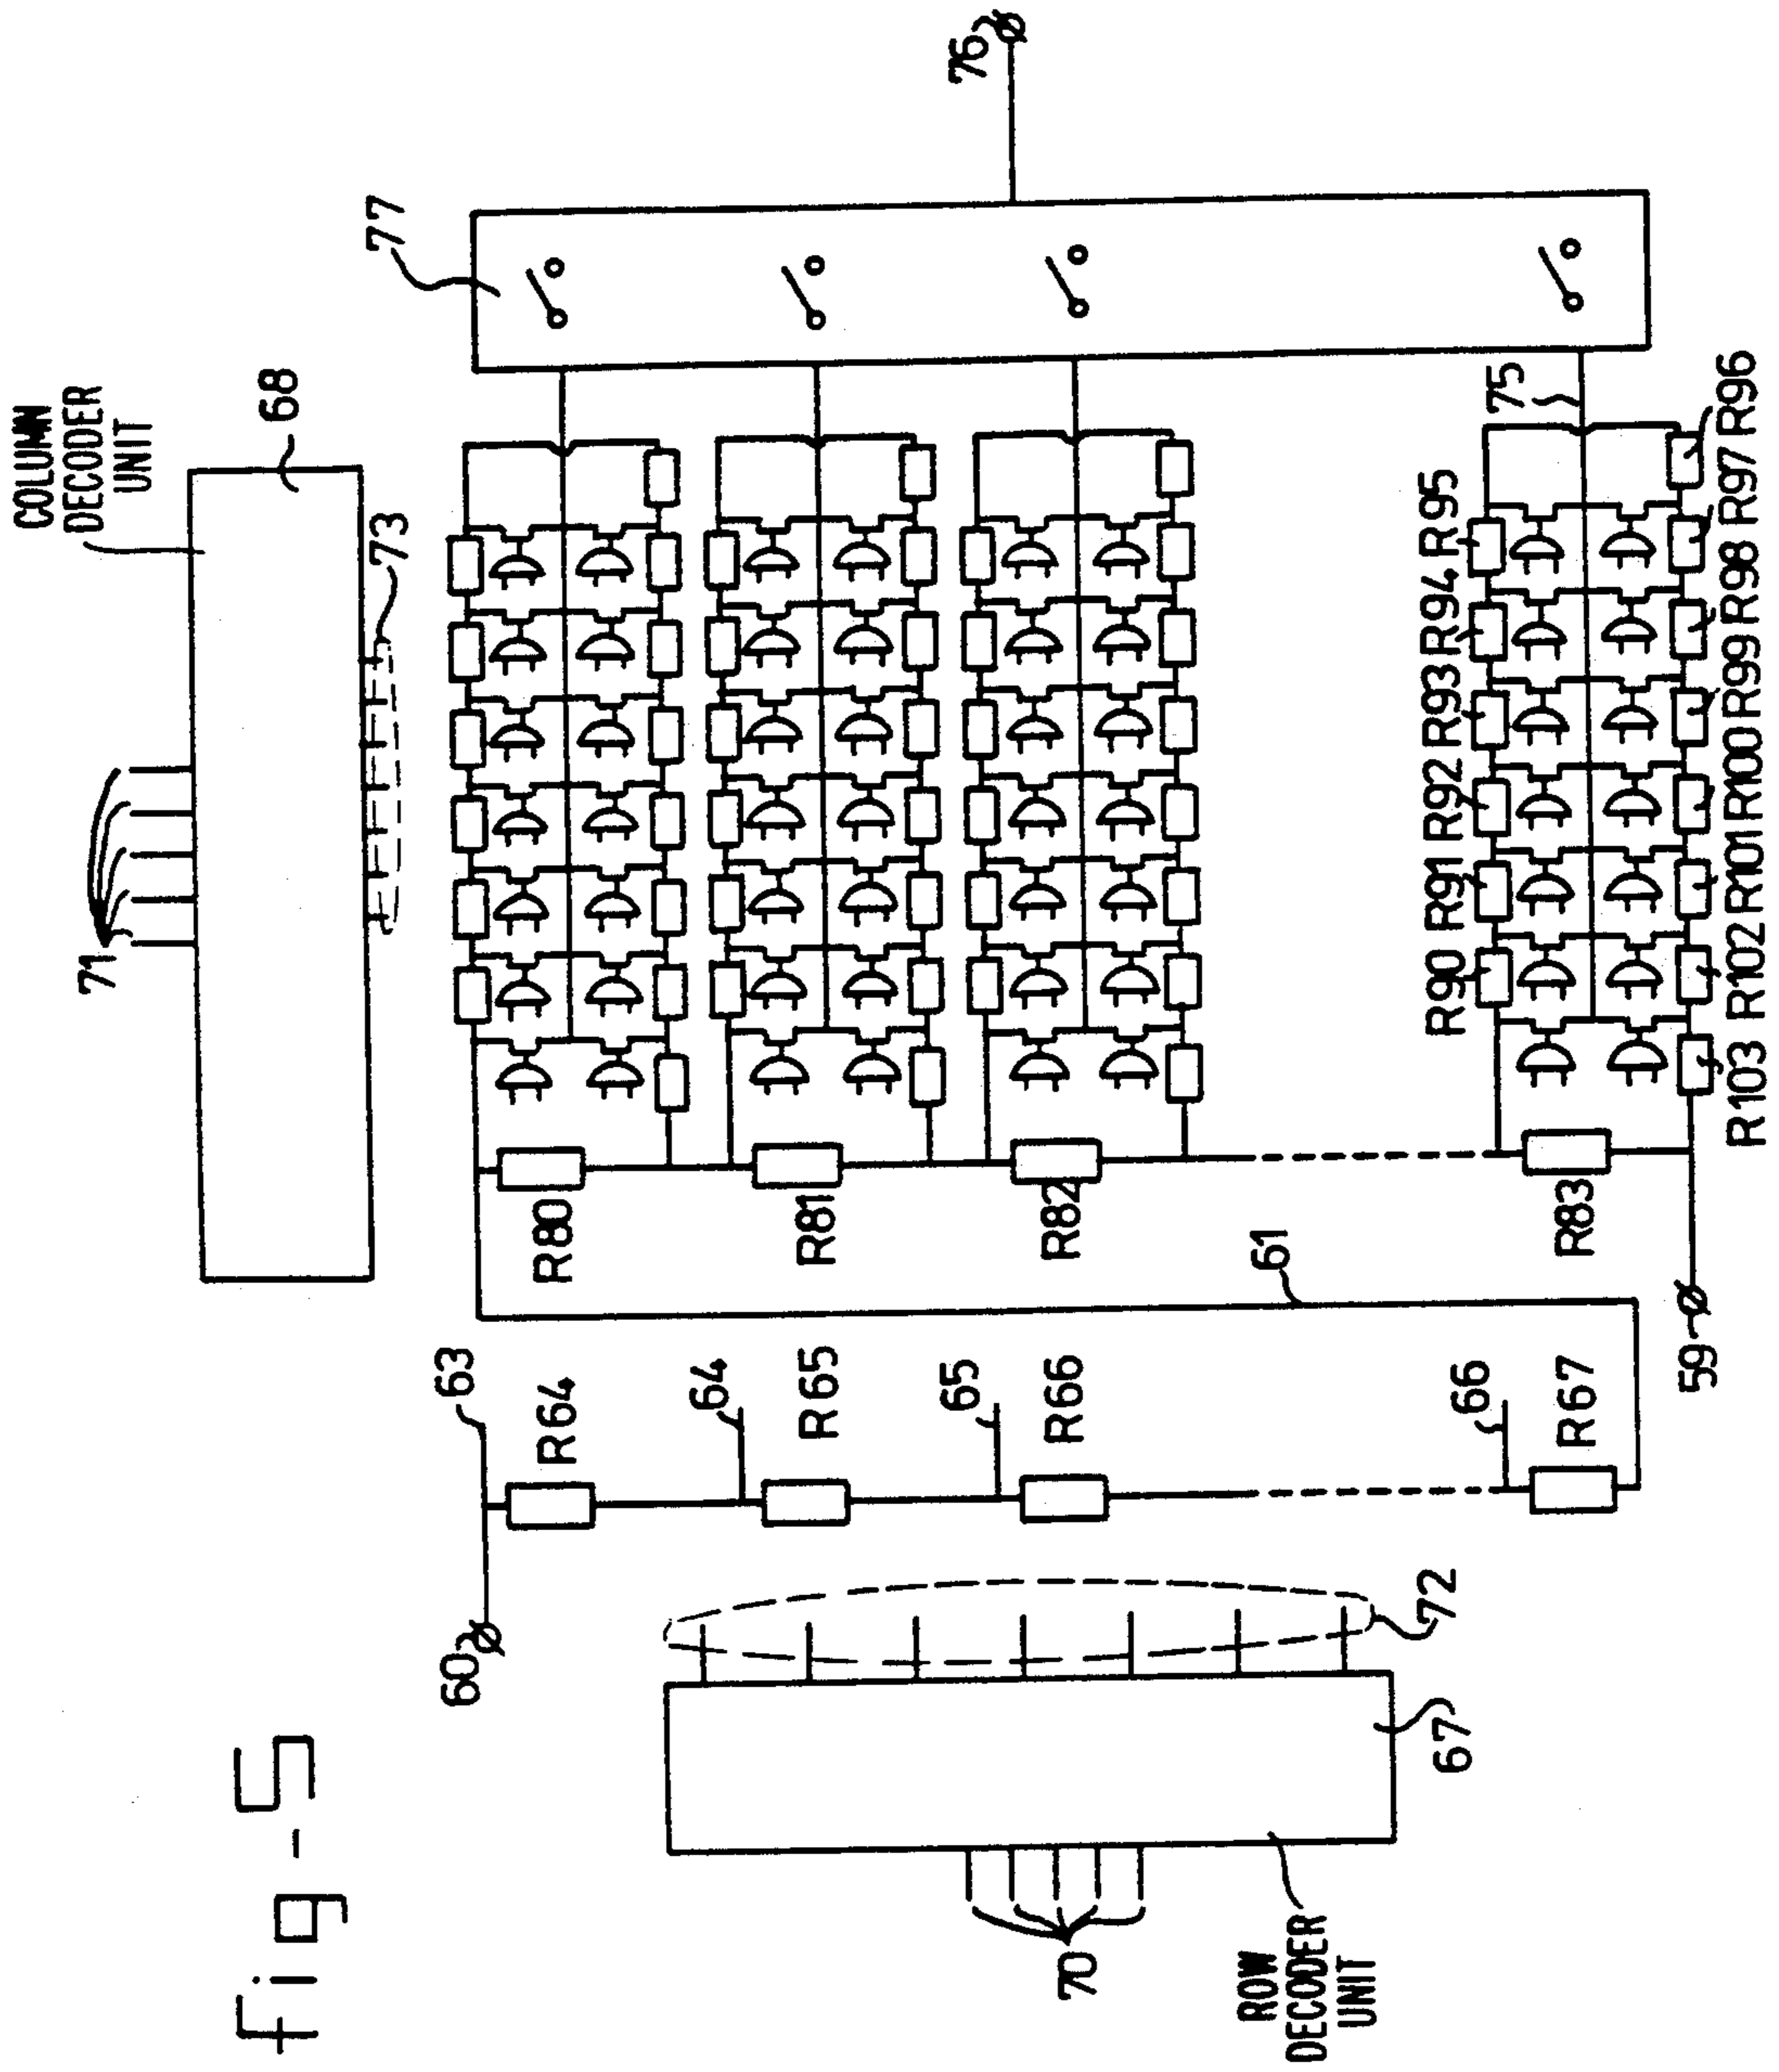 fig-5
COLUMN
DECODER
UNIT
68
71
73
77
76
60
63
R64
64
R65
65
R66
66
R67
61
R80
R81
R82
R83
59
75
R90 R91 R92 R93 R94 R95
R103 R102 R101 R100 R99 R98 R97 R96
72
67
70
ROW
DECODER
UNIT